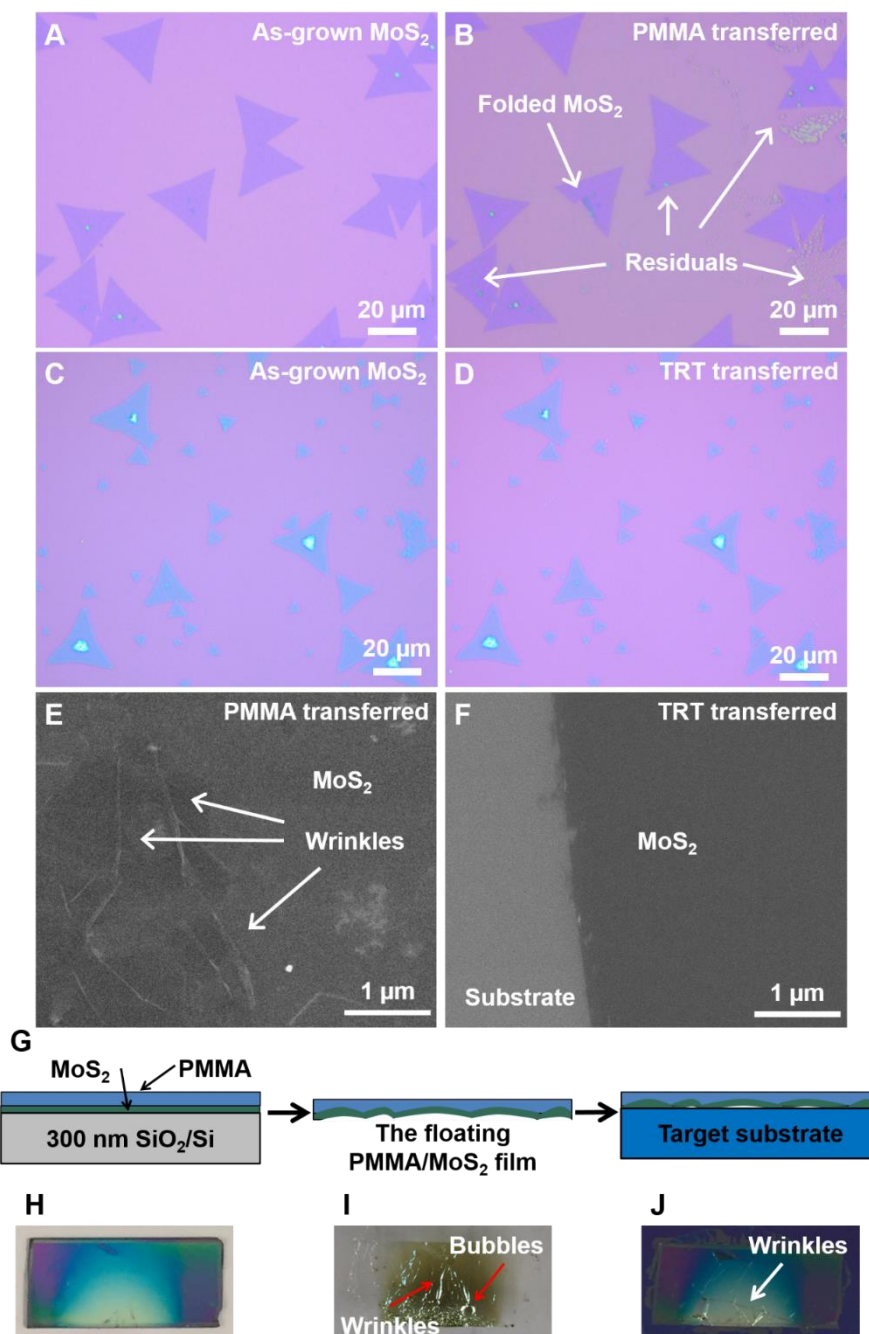 A
As-grown MoS₂
20 µm
B
PMMA transferred
Folded MoS₂
Residuals
20 µm
C
As-grown MoS₂
20 µm
D
TRT transferred
20 µm
E
PMMA transferred
MoS₂
Wrinkles
1 µm
F
TRT transferred
MoS₂
Substrate
1 µm
G
MoS₂
PMMA
300 nm SiO₂/Si
The floating
PMMA/MoS₂ film
Target substrate
H
I
Bubbles
Wrinkles
J
Wrinkles